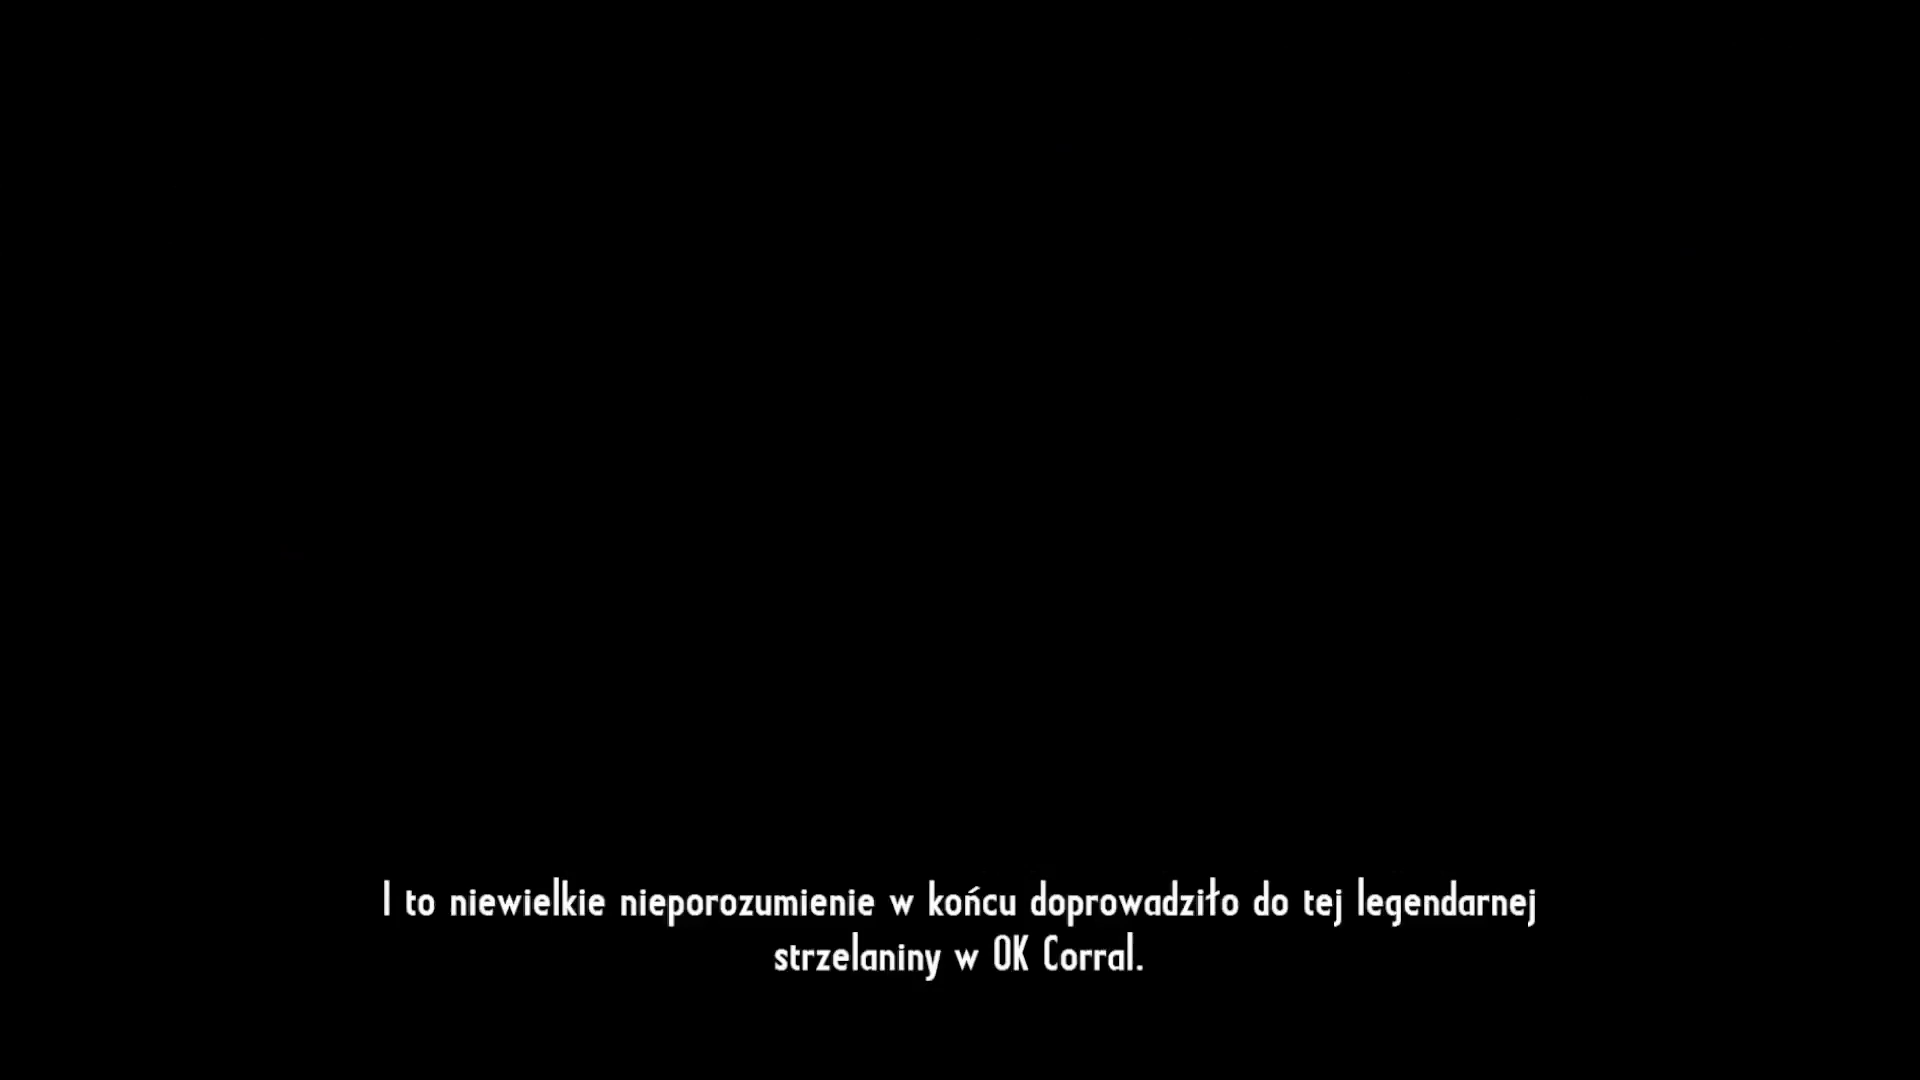 I to niewielkie nieporozumienie w końcu doprowadziło do tej legendarnej
strzelaniny w OK Corral.